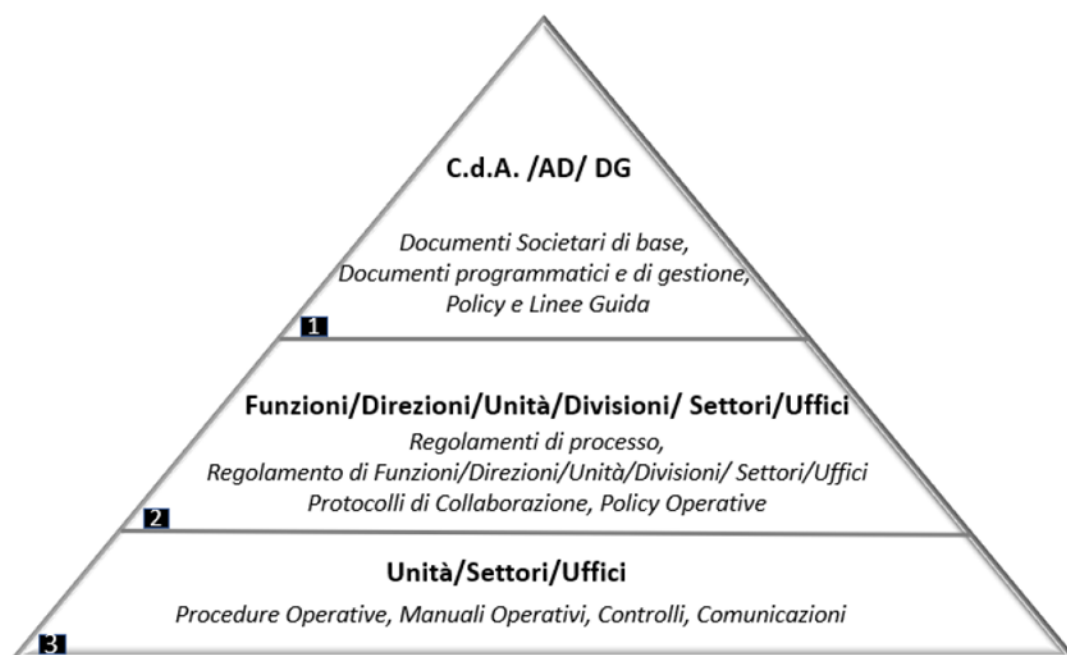 C.d.A. /AD/ DG
Documenti Societari di base,
Documenti programmatici e di gestione,
Policy e Linee Guida
1
Funzioni/Direzioni/Unità/Divisioni/ Settori/Uffici
Regolamenti di processo,
Regolamento di Funzioni/Direzioni/Unità/Divisioni/ Settori/Uffici
Protocolli di Collaborazione, Policy Operative
2
Unità/Settori/Uffici
Procedure Operative, Manuali Operativi, Controlli, Comunicazioni
3